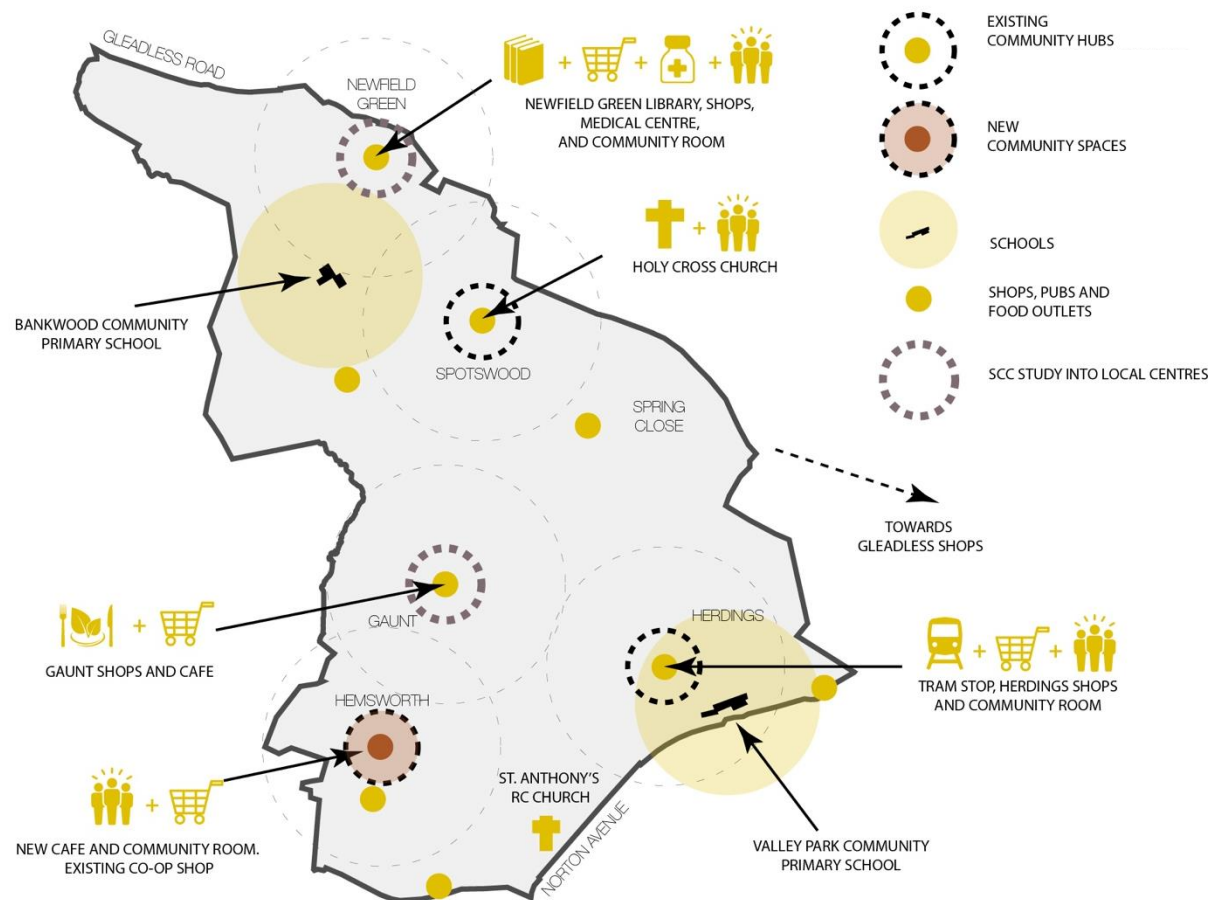 GLEADLESS ROAD
NEWFIELD
GREEN
+ + +
NEWFIELD GREEN LIBRARY, SHOPS,
MEDICAL CENTRE,
AND COMMUNITY ROOM
EXISTING
COMMUNITY HUBS
NEW
COMMUNITY SPACES
SCHOOLS
SHOPS, PUBS AND
FOOD OUTLETS
SCC STUDY INTO LOCAL CENTRES
+
HOLY CROSS CHURCH
BANKWOOD COMMUNITY
PRIMARY SCHOOL
SPOTSWOOD
SPRING
CLOSE
TOWARDS
GLEADLESS SHOPS
+
GAUNT SHOPS AND CAFE
GAUNT
HERDINGS
+ +
TRAM STOP, HERDINGS SHOPS
AND COMMUNITY ROOM
HEMSWORTH
+
NEW CAFE AND COMMUNITY ROOM.
EXISTING CO-OP SHOP
ST. ANTHONY'S
RC CHURCH
NORTON AVENUE
VALLEY PARK COMMUNITY
PRIMARY SCHOOL